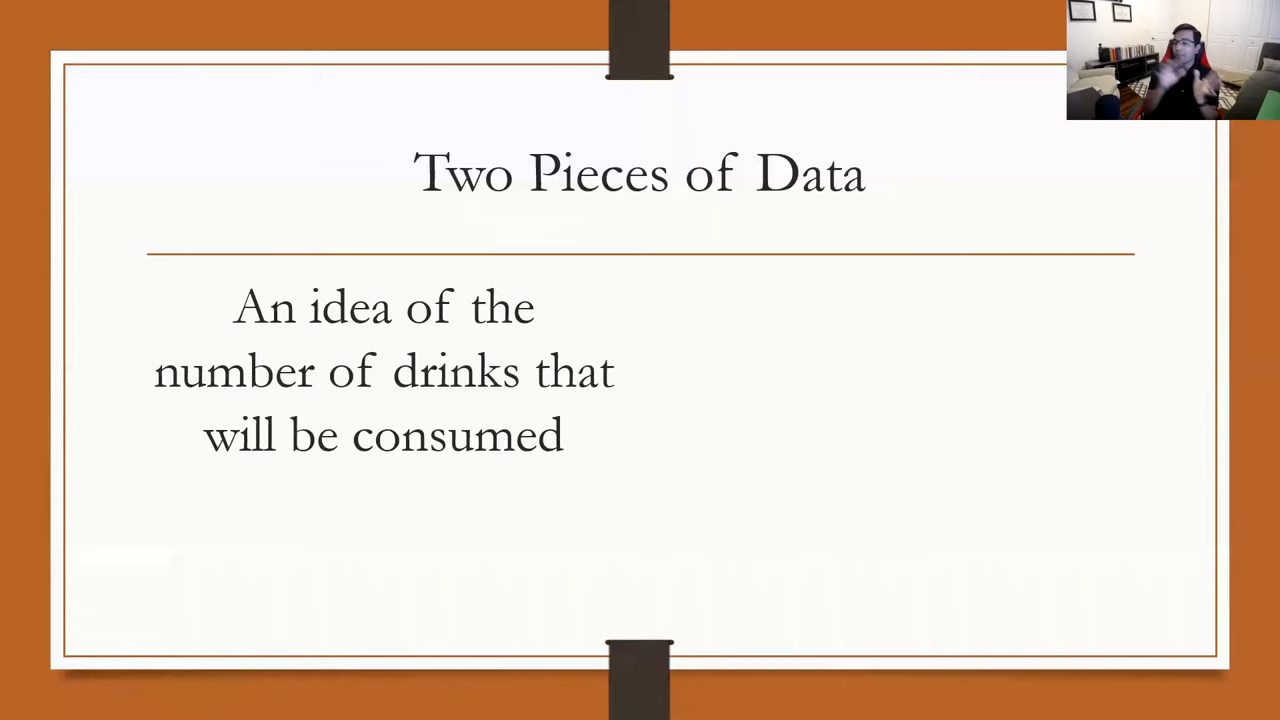 Two Pieces of Data
An idea of the
number of drinks that
will be consumed